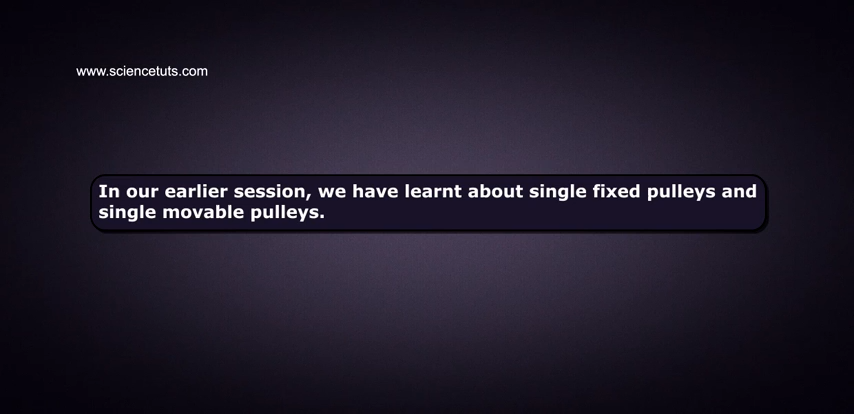 www.sciencetuts.com
In our earlier session, we have learnt about single fixed pulleys and
single movable pulleys.